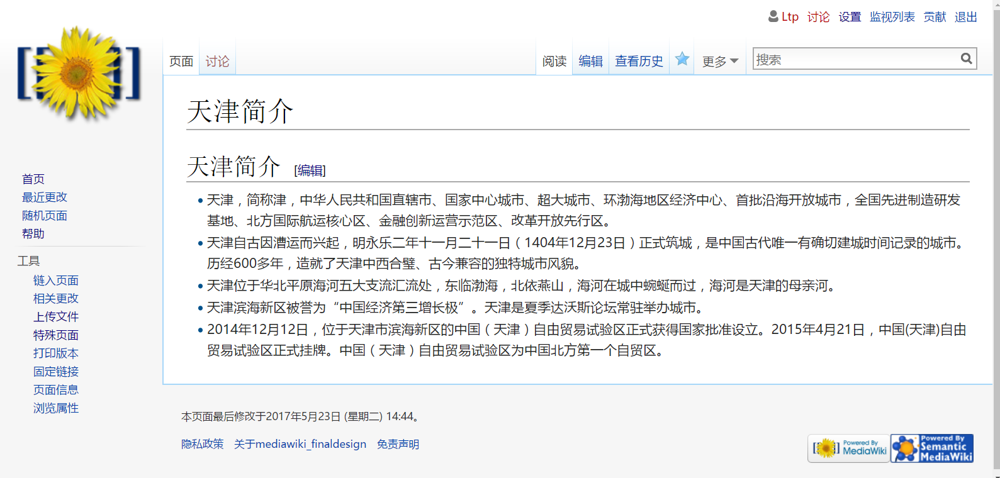 Ltp 讨论 设置 监视列表 贡献 退出
页面 讨论 阅读 编辑 查看历史 更多 搜索
天津简介
天津简介 [编辑]
天津，简称津，中华人民共和国直辖市、国家中心城市、超大城市、环渤海地区经济中心、首批沿海开放城市，全国先进制造研发
基地、北方国际航运核心区、金融创新运营示范区、改革开放先行区。
天津自古因漕运而兴起，明永乐二年十一月二十一日（1404年12月23日）正式筑城，是中国古代唯一有确切建城时间记录的城市。
历经600多年，造就了天津中西合璧、古今兼容的独特城市风貌。
天津位于华北平原海河五大支流汇流处，东临渤海，北依燕山，海河在城中蜿蜒而过，海河是天津的母亲河。
天津滨海新区被誉为“中国经济第三增长极”。天津是夏季达沃斯论坛常驻举办城市。
2014年12月12日，位于天津市滨海新区的中国（天津）自由贸易试验区正式获得国家批准设立。2015年4月21日，中国(天津)自由
贸易试验区正式挂牌。中国（天津）自由贸易试验区为中国北方第一个自贸区。
首页
最近更改
随机页面
帮助
工具
链入页面
相关更改
上传文件
特殊页面
打印版本
固定链接
页面信息
浏览属性
本页面最后修改于2017年5月23日 (星期二) 14:44。
隐私政策 关于mediawiki_finaldesign 免责声明
Powered By
MediaWiki
Powered By
Semantic
MediaWiki